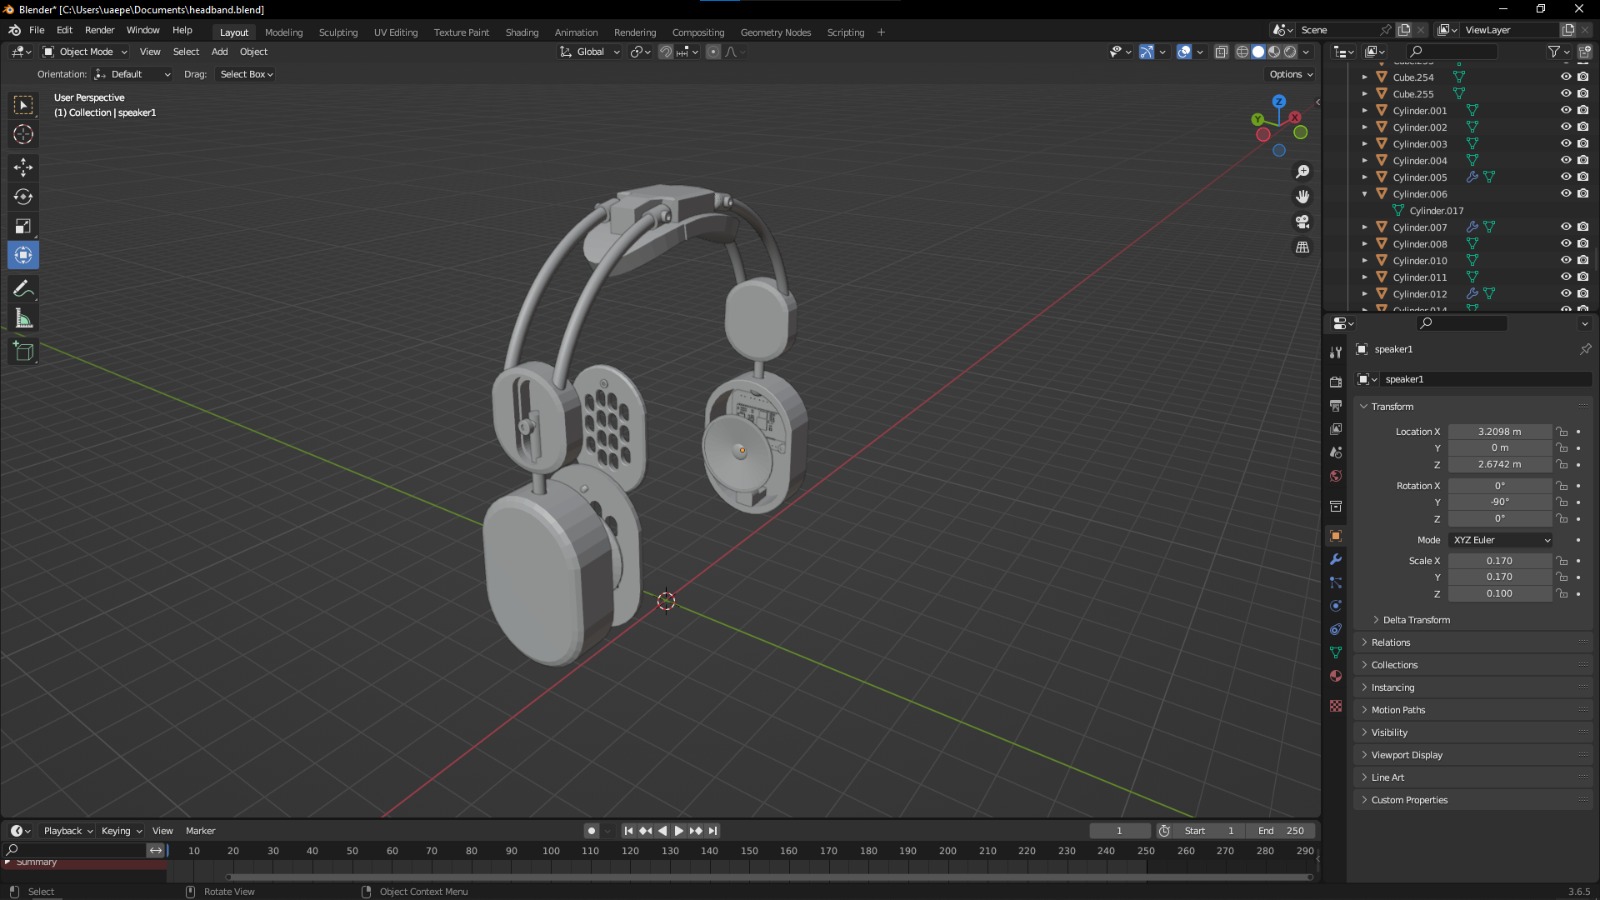 Blender* [C:\Users\uaepe\Documents\headband.blend]
File Edit Render Window Help Layout Modeling Sculpting UV Editing Texture Paint Shading Animation Rendering Compositing Geometry Nodes Scripting + Scene ViewLayer
Object Mode View Select Add Object Global
Orientation: Default Drag: Select Box Options
User Perspective
(1) Collection | speaker1
Z
Y
X
Cube.254
Cube.255
Cylinder.001
Cylinder.002
Cylinder.003
Cylinder.004
Cylinder.005
Cylinder.006
Cylinder.017
Cylinder.007
Cylinder.008
Cylinder.010
Cylinder.011
Cylinder.012
speaker1
speaker1
Transform
Location X 3.2098 m
Y 0 m
Z 2.6742 m
Rotation X 0°
Y -90°
Z 0°
Mode XYZ Euler
Scale X 0.170
Y 0.170
Z 0.100
Delta Transform
Relations
Collections
Instancing
Motion Paths
Visibility
Viewport Display
Line Art
Custom Properties
Playback Keying View Marker 1 Start 1 End 250
10 20 30 40 50 60 70 80 90 100 110 120 130 140 150 160 170 180 190 200 210 220 230 240 250 260 270 280 290
Summary
Select Rotate View Object Context Menu 3.6.5